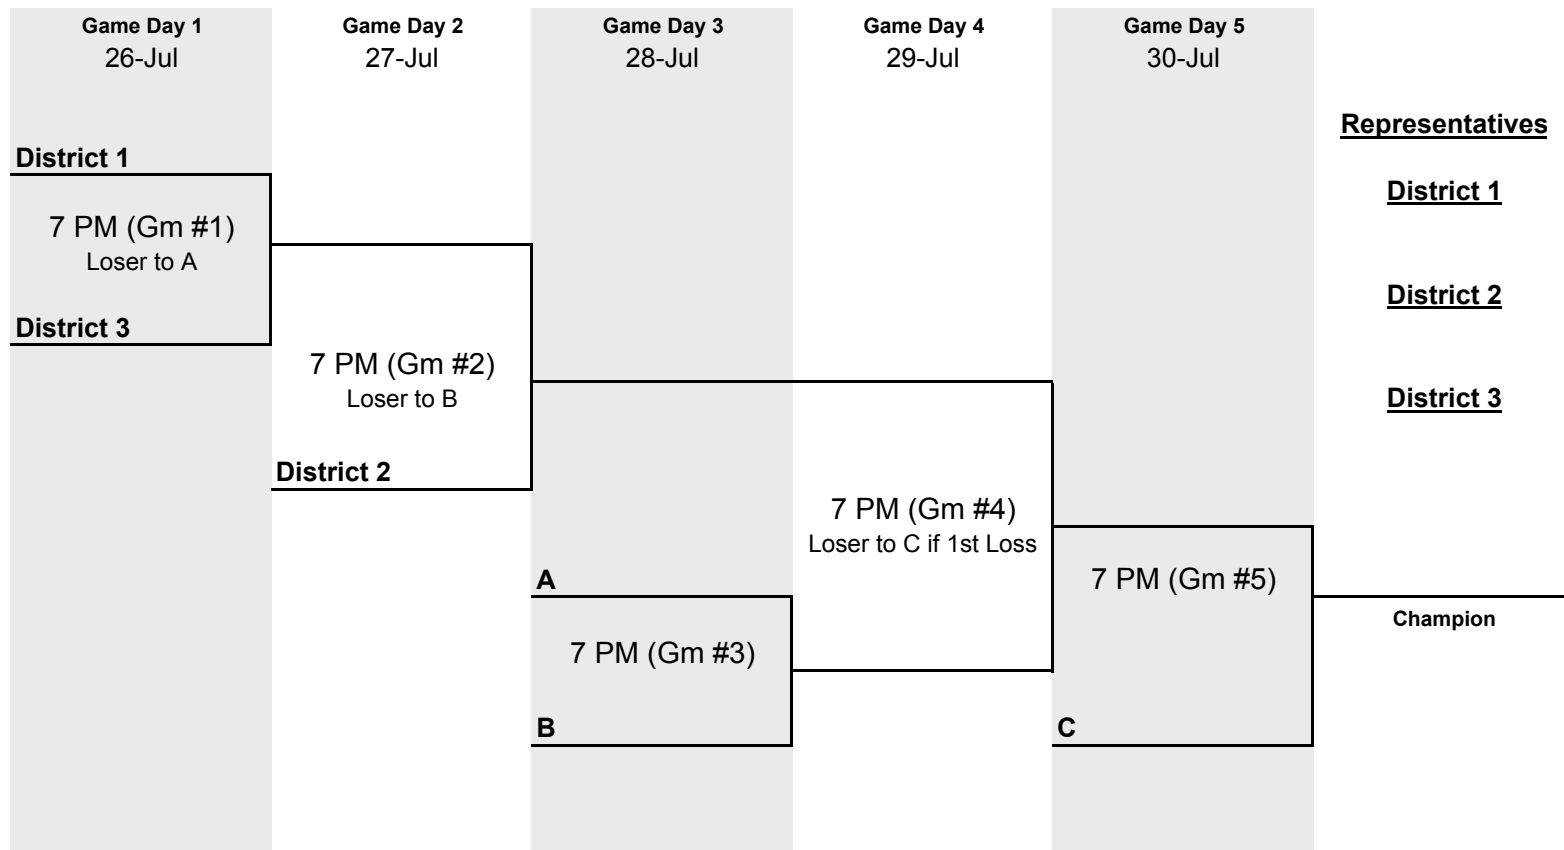 Game Day 1
26-Jul
Game Day 2
27-Jul
Game Day 3
28-Jul
Game Day 4
29-Jul
Game Day 5
30-Jul
Representatives
District 1
District 1
7 PM (Gm #1)
Loser to A
District 2
District 3
7 PM (Gm #2)
Loser to B
District 3
District 2
7 PM (Gm #4)
Loser to C if 1st Loss
A
7 PM (Gm #5)
Champion
7 PM (Gm #3)
B
C